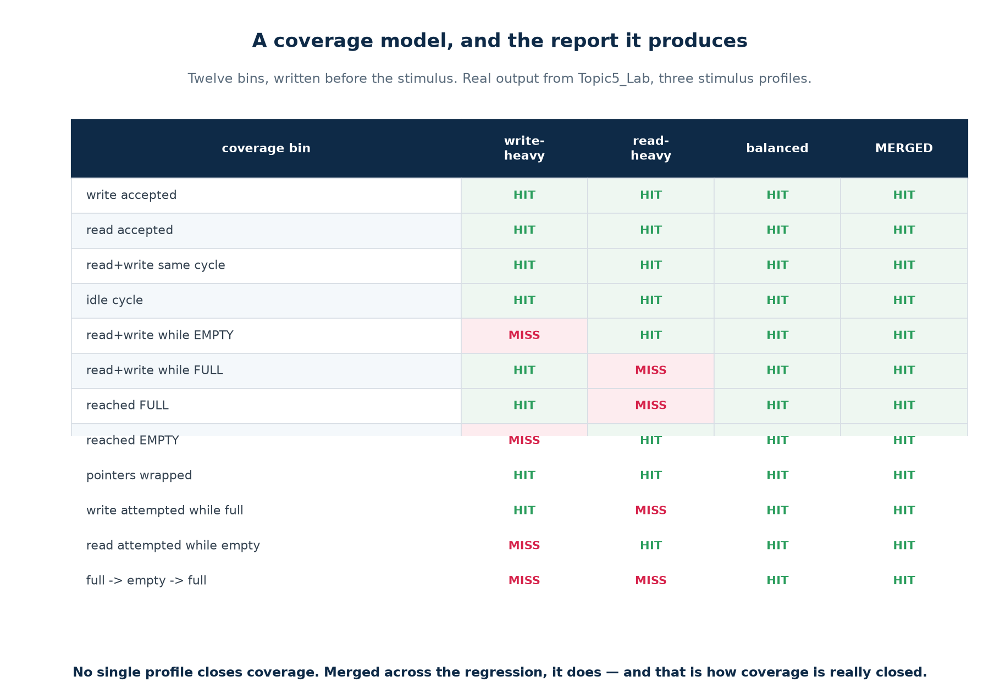 A coverage model, and the report it produces
Twelve bins, written before the stimulus. Real output from Topic5_Lab, three stimulus profiles.
coverage bin write-heavy read-heavy balanced MERGED
write accepted HIT HIT HIT HIT
read accepted HIT HIT HIT HIT
read+write same cycle HIT HIT HIT HIT
idle cycle HIT HIT HIT HIT
read+write while EMPTY MISS HIT HIT HIT
read+write while FULL HIT MISS HIT HIT
reached FULL HIT MISS HIT HIT
reached EMPTY MISS HIT HIT HIT
pointers wrapped HIT HIT HIT HIT
write attempted while full HIT MISS HIT HIT
read attempted while empty MISS HIT HIT HIT
full -> empty -> full MISS MISS HIT HIT
No single profile closes coverage. Merged across the regression, it does — and that is how coverage is really closed.